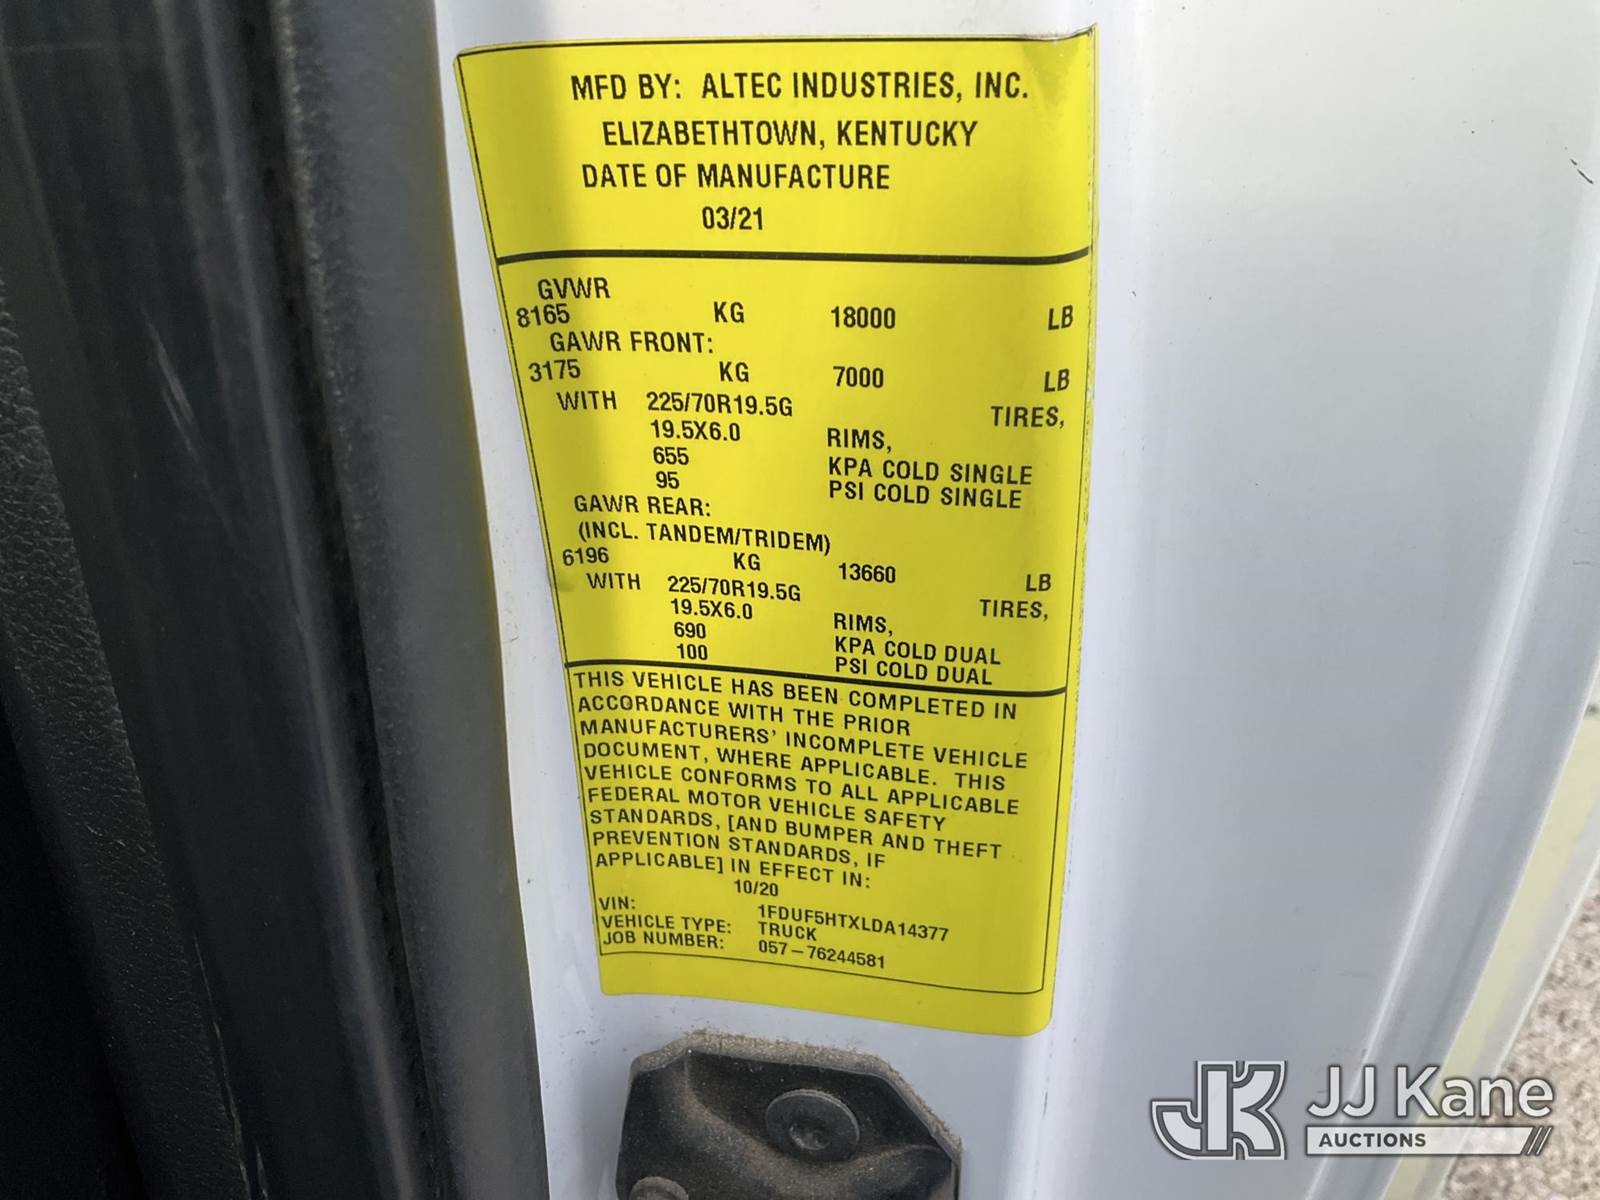 MFD BY: ALTEC INDUSTRIES, INC.
ELIZABETHTOWN, KENTUCKY
DATE OF MANUFACTURE
03/21
GVWR
8165 KG 18000 LB
GAWR FRONT:
3175 KG 7000 LB
WITH 225/70R19.5G TIRES,
19.5X6.0 RIMS,
655 KPA COLD SINGLE
95 PSI COLD SINGLE
GAWR REAR:
(INCL. TANDEM/TRIDEM)
6196 KG 13660 LB
WITH 225/70R19.5G TIRES,
19.5X6.0 RIMS,
690 KPA COLD DUAL
100 PSI COLD DUAL
THIS VEHICLE HAS BEEN COMPLETED IN
ACCORDANCE WITH THE PRIOR
MANUFACTURERS' INCOMPLETE VEHICLE
DOCUMENT, WHERE APPLICABLE. THIS
VEHICLE CONFORMS TO ALL APPLICABLE
FEDERAL MOTOR VEHICLE SAFETY
STANDARDS, [AND BUMPER AND THEFT
PREVENTION STANDARDS, IF
APPLICABLE] IN EFFECT IN:
10/20
VIN: 1FDUF5HTXLDA14377
VEHICLE TYPE: TRUCK
JOB NUMBER: 057-76244581
JK JJ Kane
AUCTIONS